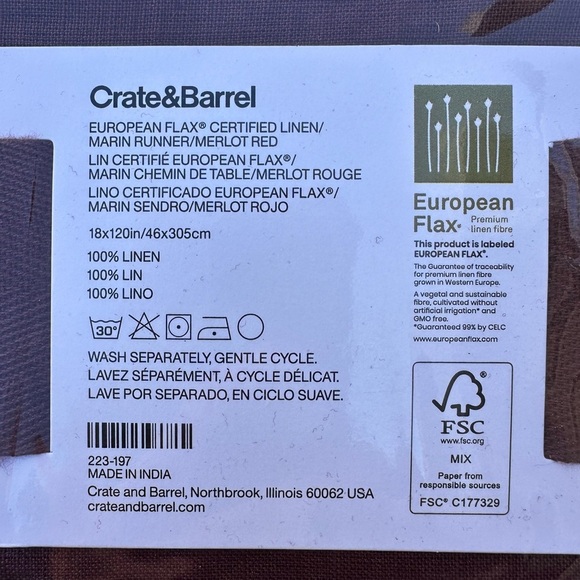 Crate&Barrel
EUROPEAN FLAX® CERTIFIED LINEN/
MARIN RUNNER/MERLOT RED
LIN CERTIFIÉ EUROPEAN FLAX®/
MARIN CHEMIN DE TABLE/MERLOT ROUGE
LINO CERTIFICADO EUROPEAN FLAX®/
MARIN SENDRO/MERLOT ROJO
18x120in/46x305cm
100% LINEN
100% LIN
100% LINO
30°
WASH SEPARATELY, GENTLE CYCLE.
LAVEZ SÉPARÉMENT, À CYCLE DÉLICAT.
LAVE POR SEPARADO, EN CICLO SUAVE.
223-197
MADE IN INDIA
Crate and Barrel, Northbrook, Illinois 60062 USA
crateandbarrel.com
European
Flax® Premium
linen fibre
This product is labeled
EUROPEAN FLAX®.
The Guarantee of traceability
for premium linen fibre
grown in Western Europe.
A vegetal and sustainable
fibre, cultivated without
artificial irrigation* and
GMO free.
*Guaranteed 99% by CELC
www.europeanflax.com
FSC
www.fsc.org
MIX
Paper from
responsible sources
FSC® C177329